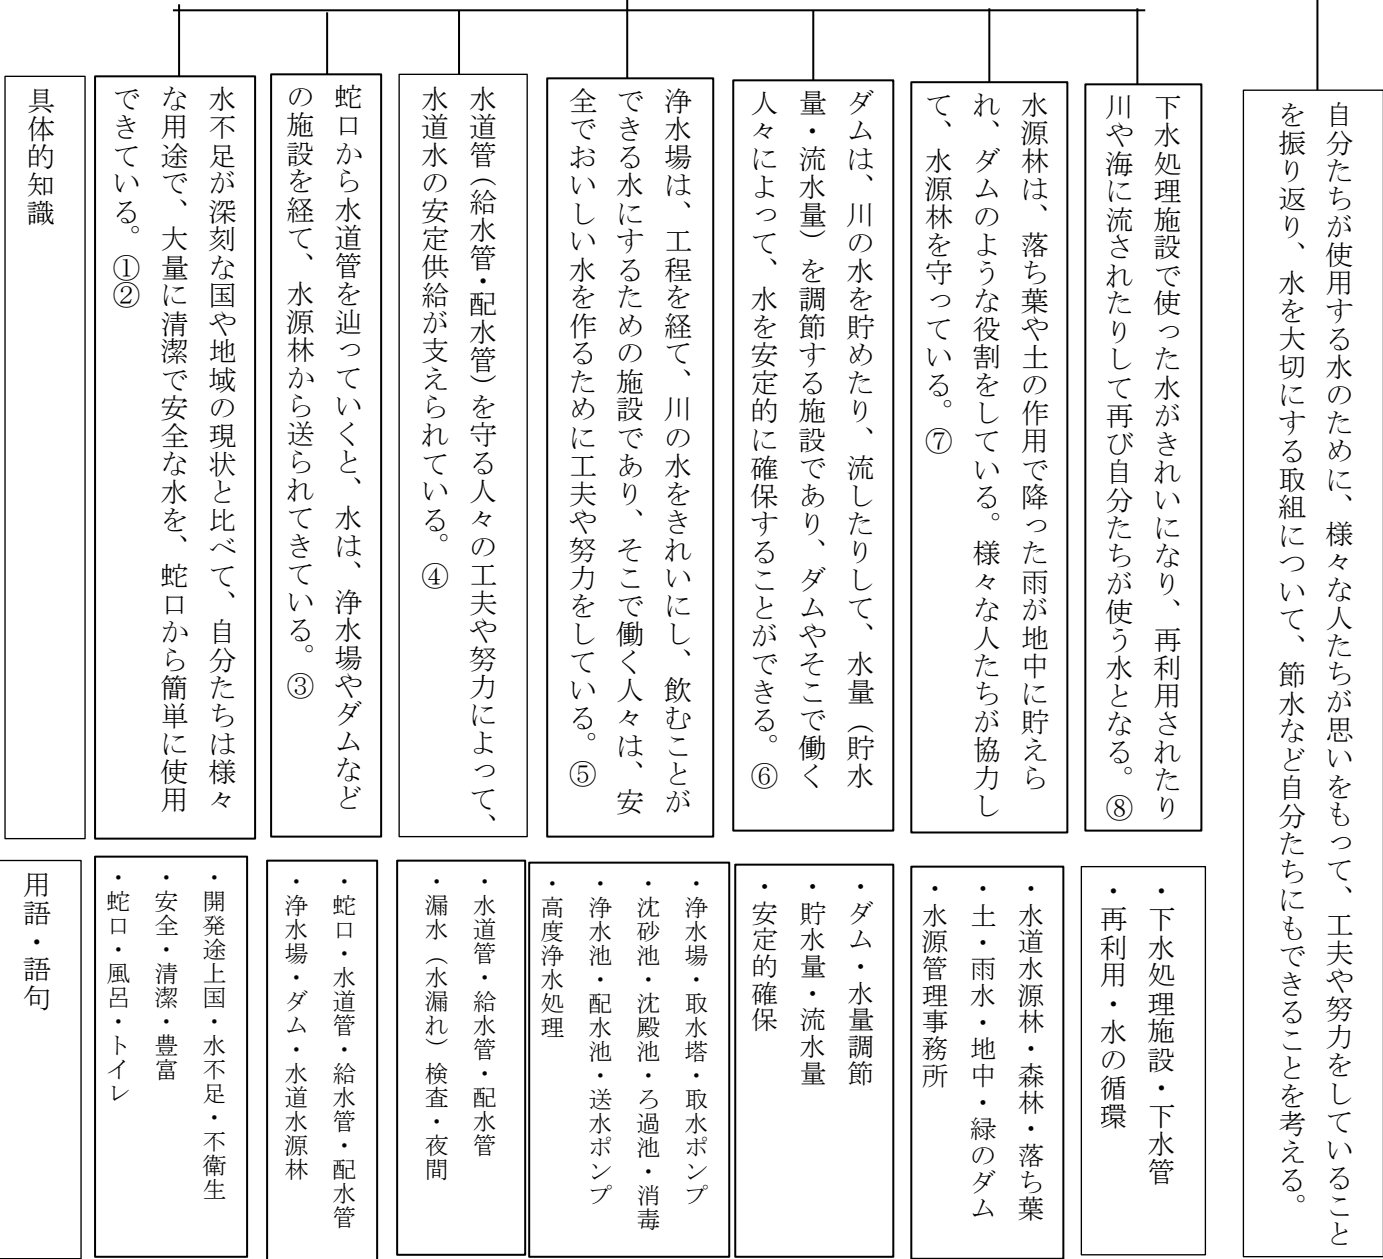 自分たちが使用する水のために、様々な人たちが思いをもって、工夫や努力をしていること
を振り返り、水を大切にする取組について、節水など自分たちにもできることを考える。
下水処理施設で使った水がきれいになり、再利用されたり
川や海に流されたりして再び自分たちが使う水となる。⑧
水源林は、落ち葉や土の作用で降った雨が地中に貯えら
れ、ダムのような役割をしている。様々な人たちが協力し
て、水源林を守っている。⑦
ダムは、川の水を貯めたり、流したりして、水量（貯水
量・流水量）を調節する施設であり、ダムやそこで働く
人々によって、水を安定的に確保することができる。⑥
浄水場は、工程を経て、川の水をきれいにし、飲むことが
できる水にするための施設であり、そこで働く人々は、安
全でおいしい水を作るために工夫や努力をしている。⑤
水道管（給水管・配水管）を守る人々の工夫や努力によって、
水道水の安定供給が支えられている。④
蛇口から水道管を辿っていくと、水は、浄水場やダムなど
の施設を経て、水源林から送られてきている。③
水不足が深刻な国や地域の現状と比べて、自分たちは様々
な用途で、大量に清潔で安全な水を、蛇口から簡単に使用
できている。①②
具体的知識
・下水処理施設・下水管
・再利用・水の循環
・水道水源林・森林・落ち葉
・土・雨水・地中・緑のダム
・水源管理事務所
・ダム・水量調節
・貯水量・流水量
・安定的確保
・浄水場・取水塔・取水ポンプ
・沈砂池・沈殿池・ろ過池・消毒
・浄水池・配水池・送水ポンプ
・高度浄水処理
・水道管・給水管・配水管
・漏水（水漏れ）検査・夜間
・蛇口・水道管・給水管・配水管
・浄水場・ダム・水道水源林
・開発途上国・水不足・不衛生
・安全・清潔・豊富
・蛇口・風呂・トイレ
用語・語句